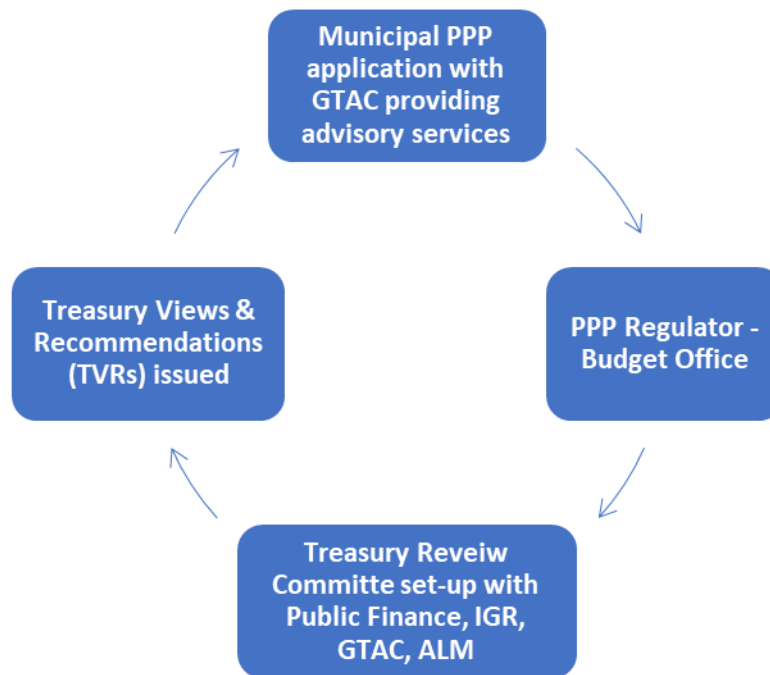 Municipal PPP
application with
GTAC providing
advisory services
PPP Regulator -
Budget Office
Treasury Reveiw
Committe set-up with
Public Finance, IGR,
GTAC, ALM
Treasury Views &
Recommendations
(TVRs) issued